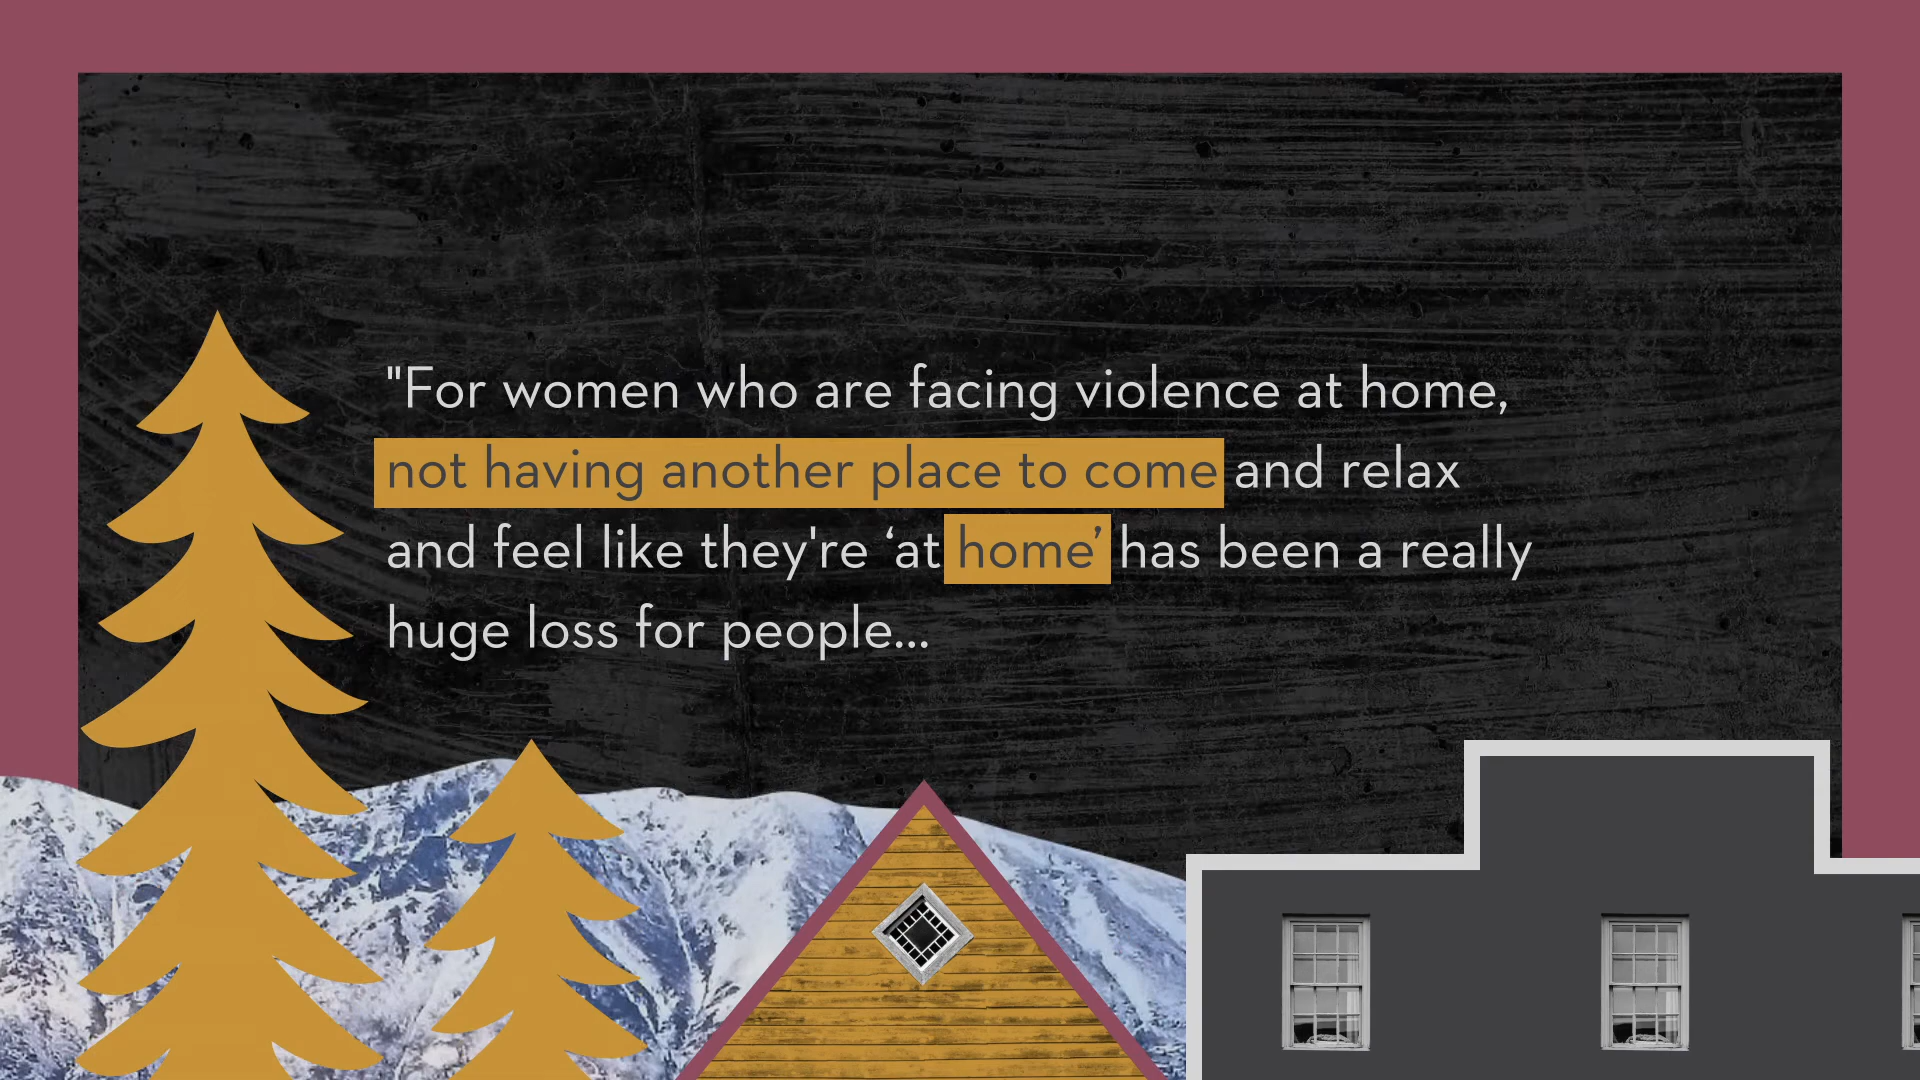 "For women who are facing violence at home,
not having another place to come and relax
and feel like they're ‘at home’ has been a really
huge loss for people...